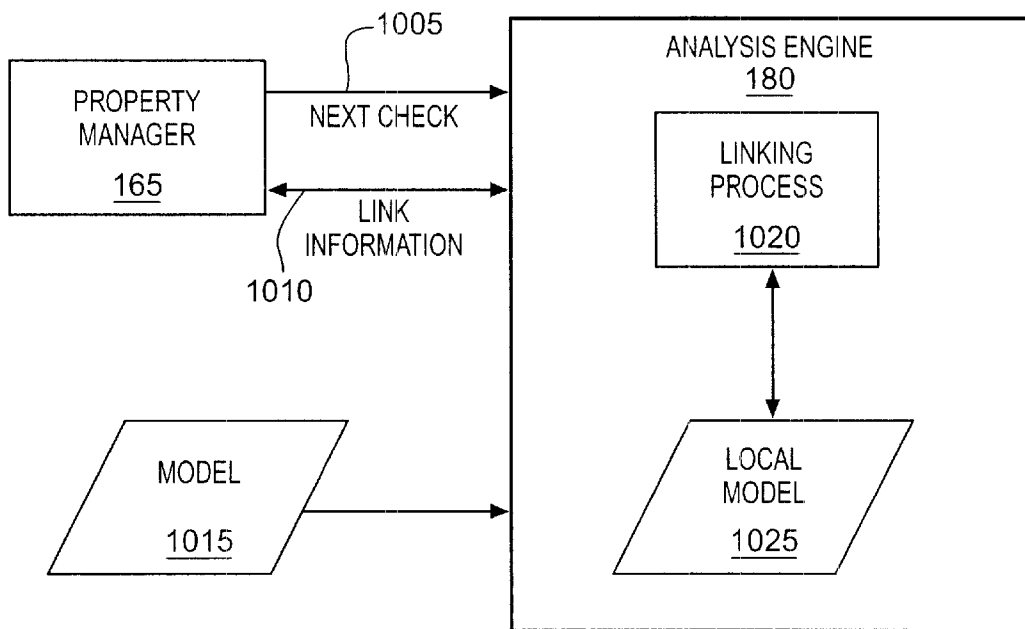 1005
PROPERTY
MANAGER
165
NEXT CHECK
LINK
INFORMATION
1010
MODEL
1015
ANALYSIS ENGINE
180
LINKING
PROCESS
1020
LOCAL
MODEL
1025